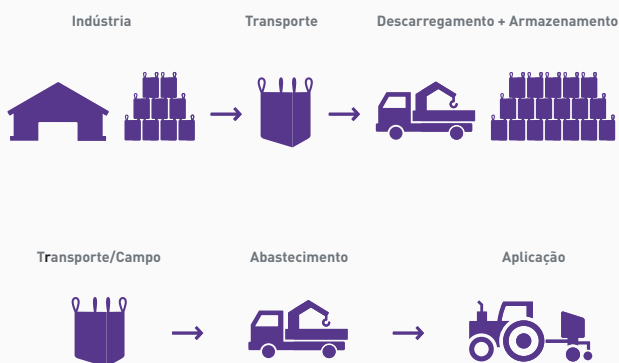 Indústria
Transporte
Descarregamento + Armazenamento
Transporte/Campo
Abastecimento
Aplicação